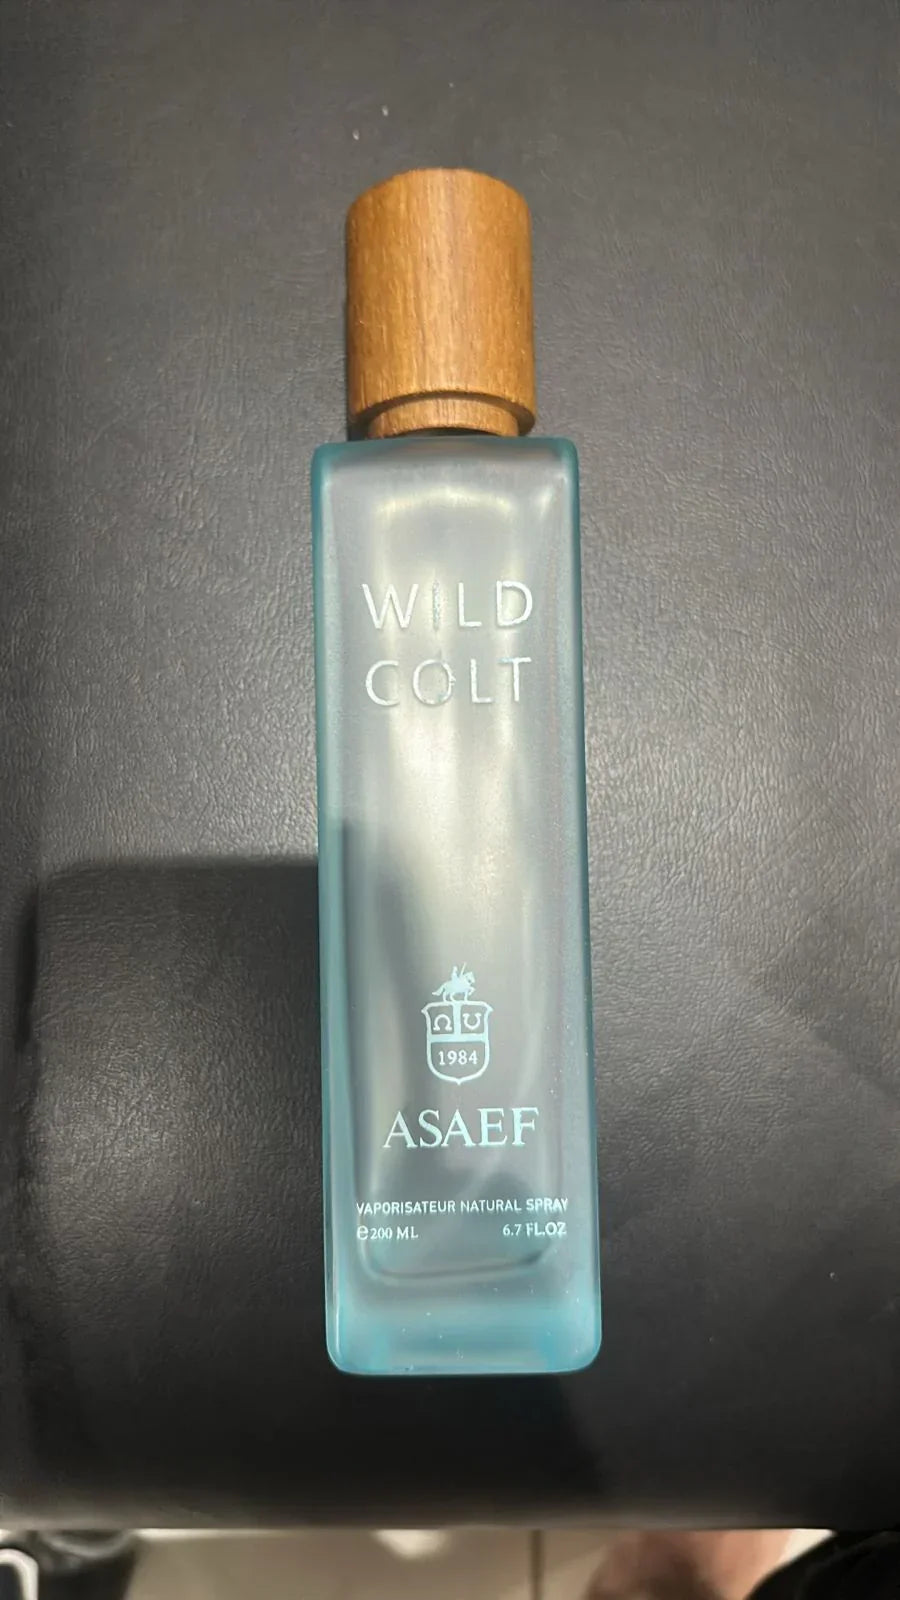 WILD
COLT
Ω ℧
1984
ASAEF
VAPORISATEUR NATURAL SPRAY
℮ 200 ML 6.7 FL.OZ